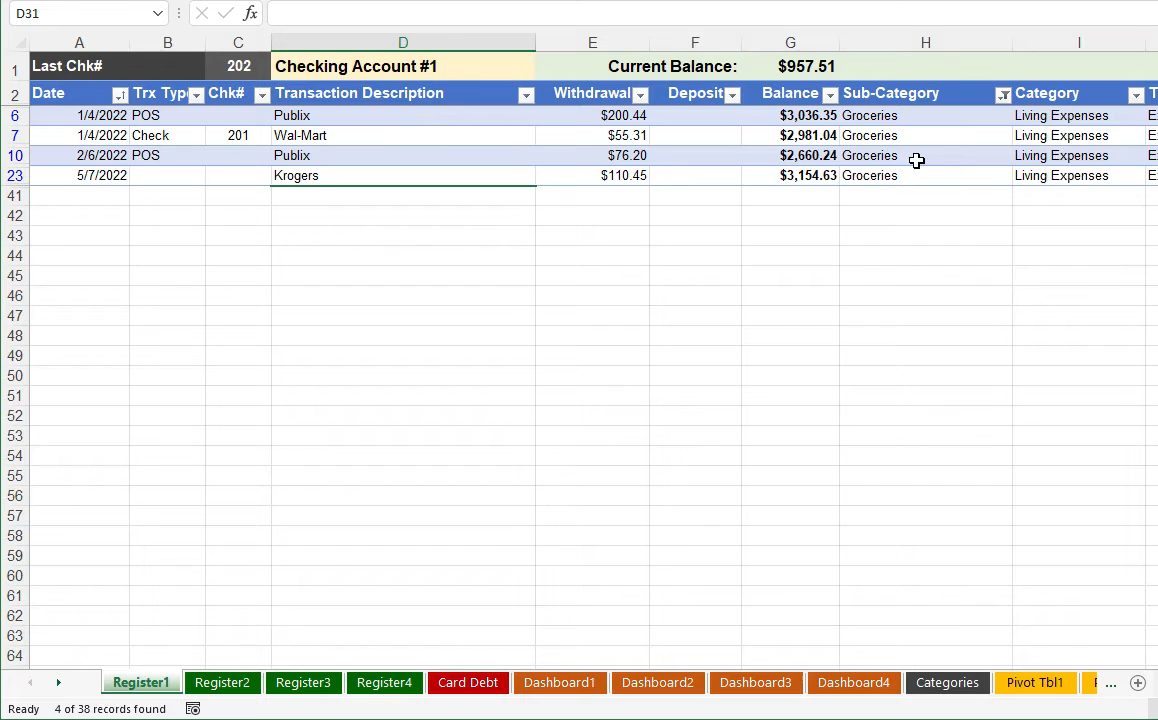 D31 fx
A B C D E F G H I
1 Last Chk# 202 Checking Account #1 Current Balance: $957.51
2 Date Trx Type Chk# Transaction Description Withdrawal Deposit Balance Sub-Category Category T
6 1/4/2022 POS Publix $200.44 $3,036.35 Groceries Living Expenses E
7 1/4/2022 Check 201 Wal-Mart $55.31 $2,981.04 Groceries Living Expenses E
10 2/6/2022 POS Publix $76.20 $2,660.24 Groceries Living Expenses E
23 5/7/2022 Krogers $110.45 $3,154.63 Groceries Living Expenses E
41
42
43
44
45
46
47
48
49
50
51
52
53
54
55
56
57
58
59
60
61
62
63
64
Register1 Register2 Register3 Register4 Card Debt Dashboard1 Dashboard2 Dashboard3 Dashboard4 Categories Pivot Tbl1 ...
Ready 4 of 38 records found